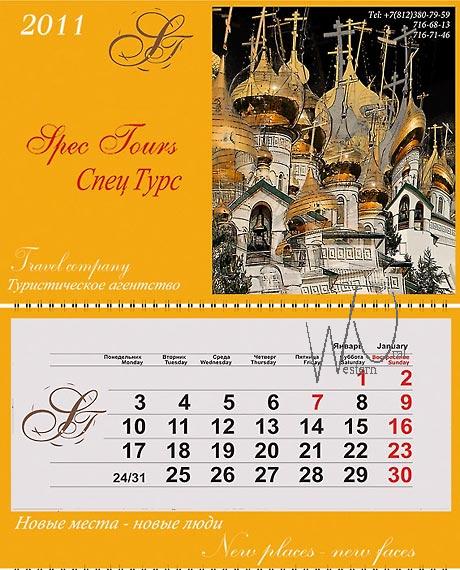 2011
ST
Tel: +7(812)380-79-59
716-68-13
716-71-46
Spec Tours
Спец Турс
Travel company
Туристическое агентство
Январь January
Понедельник Вторник Среда Четверг Пятница Суббота Воскресенье
Monday Tuesday Wednesday Thursday Friday Saturday Sunday
1 2
3 4 5 6 7 8 9
10 11 12 13 14 15 16
17 18 19 20 21 22 23
24/31 25 26 27 28 29 30
ST
Western
Новые места - новые люди
New places - new faces